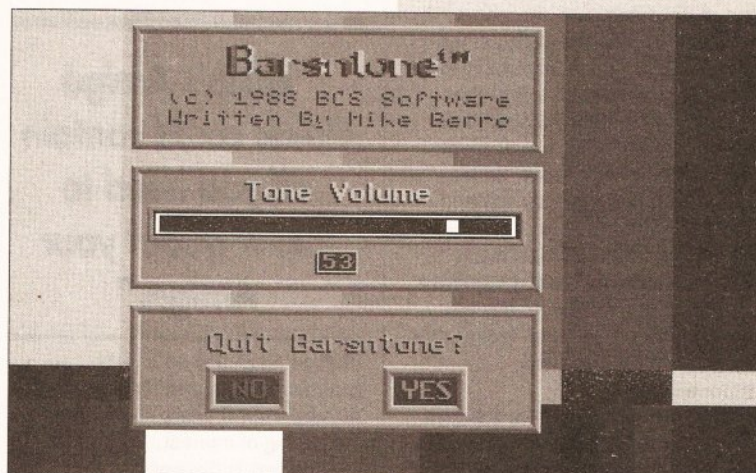 Barsntone™
(c) 1988 BCS Software
Written By Mike Berro
Tone Volume
53
Quit Barsntone?
NO YES